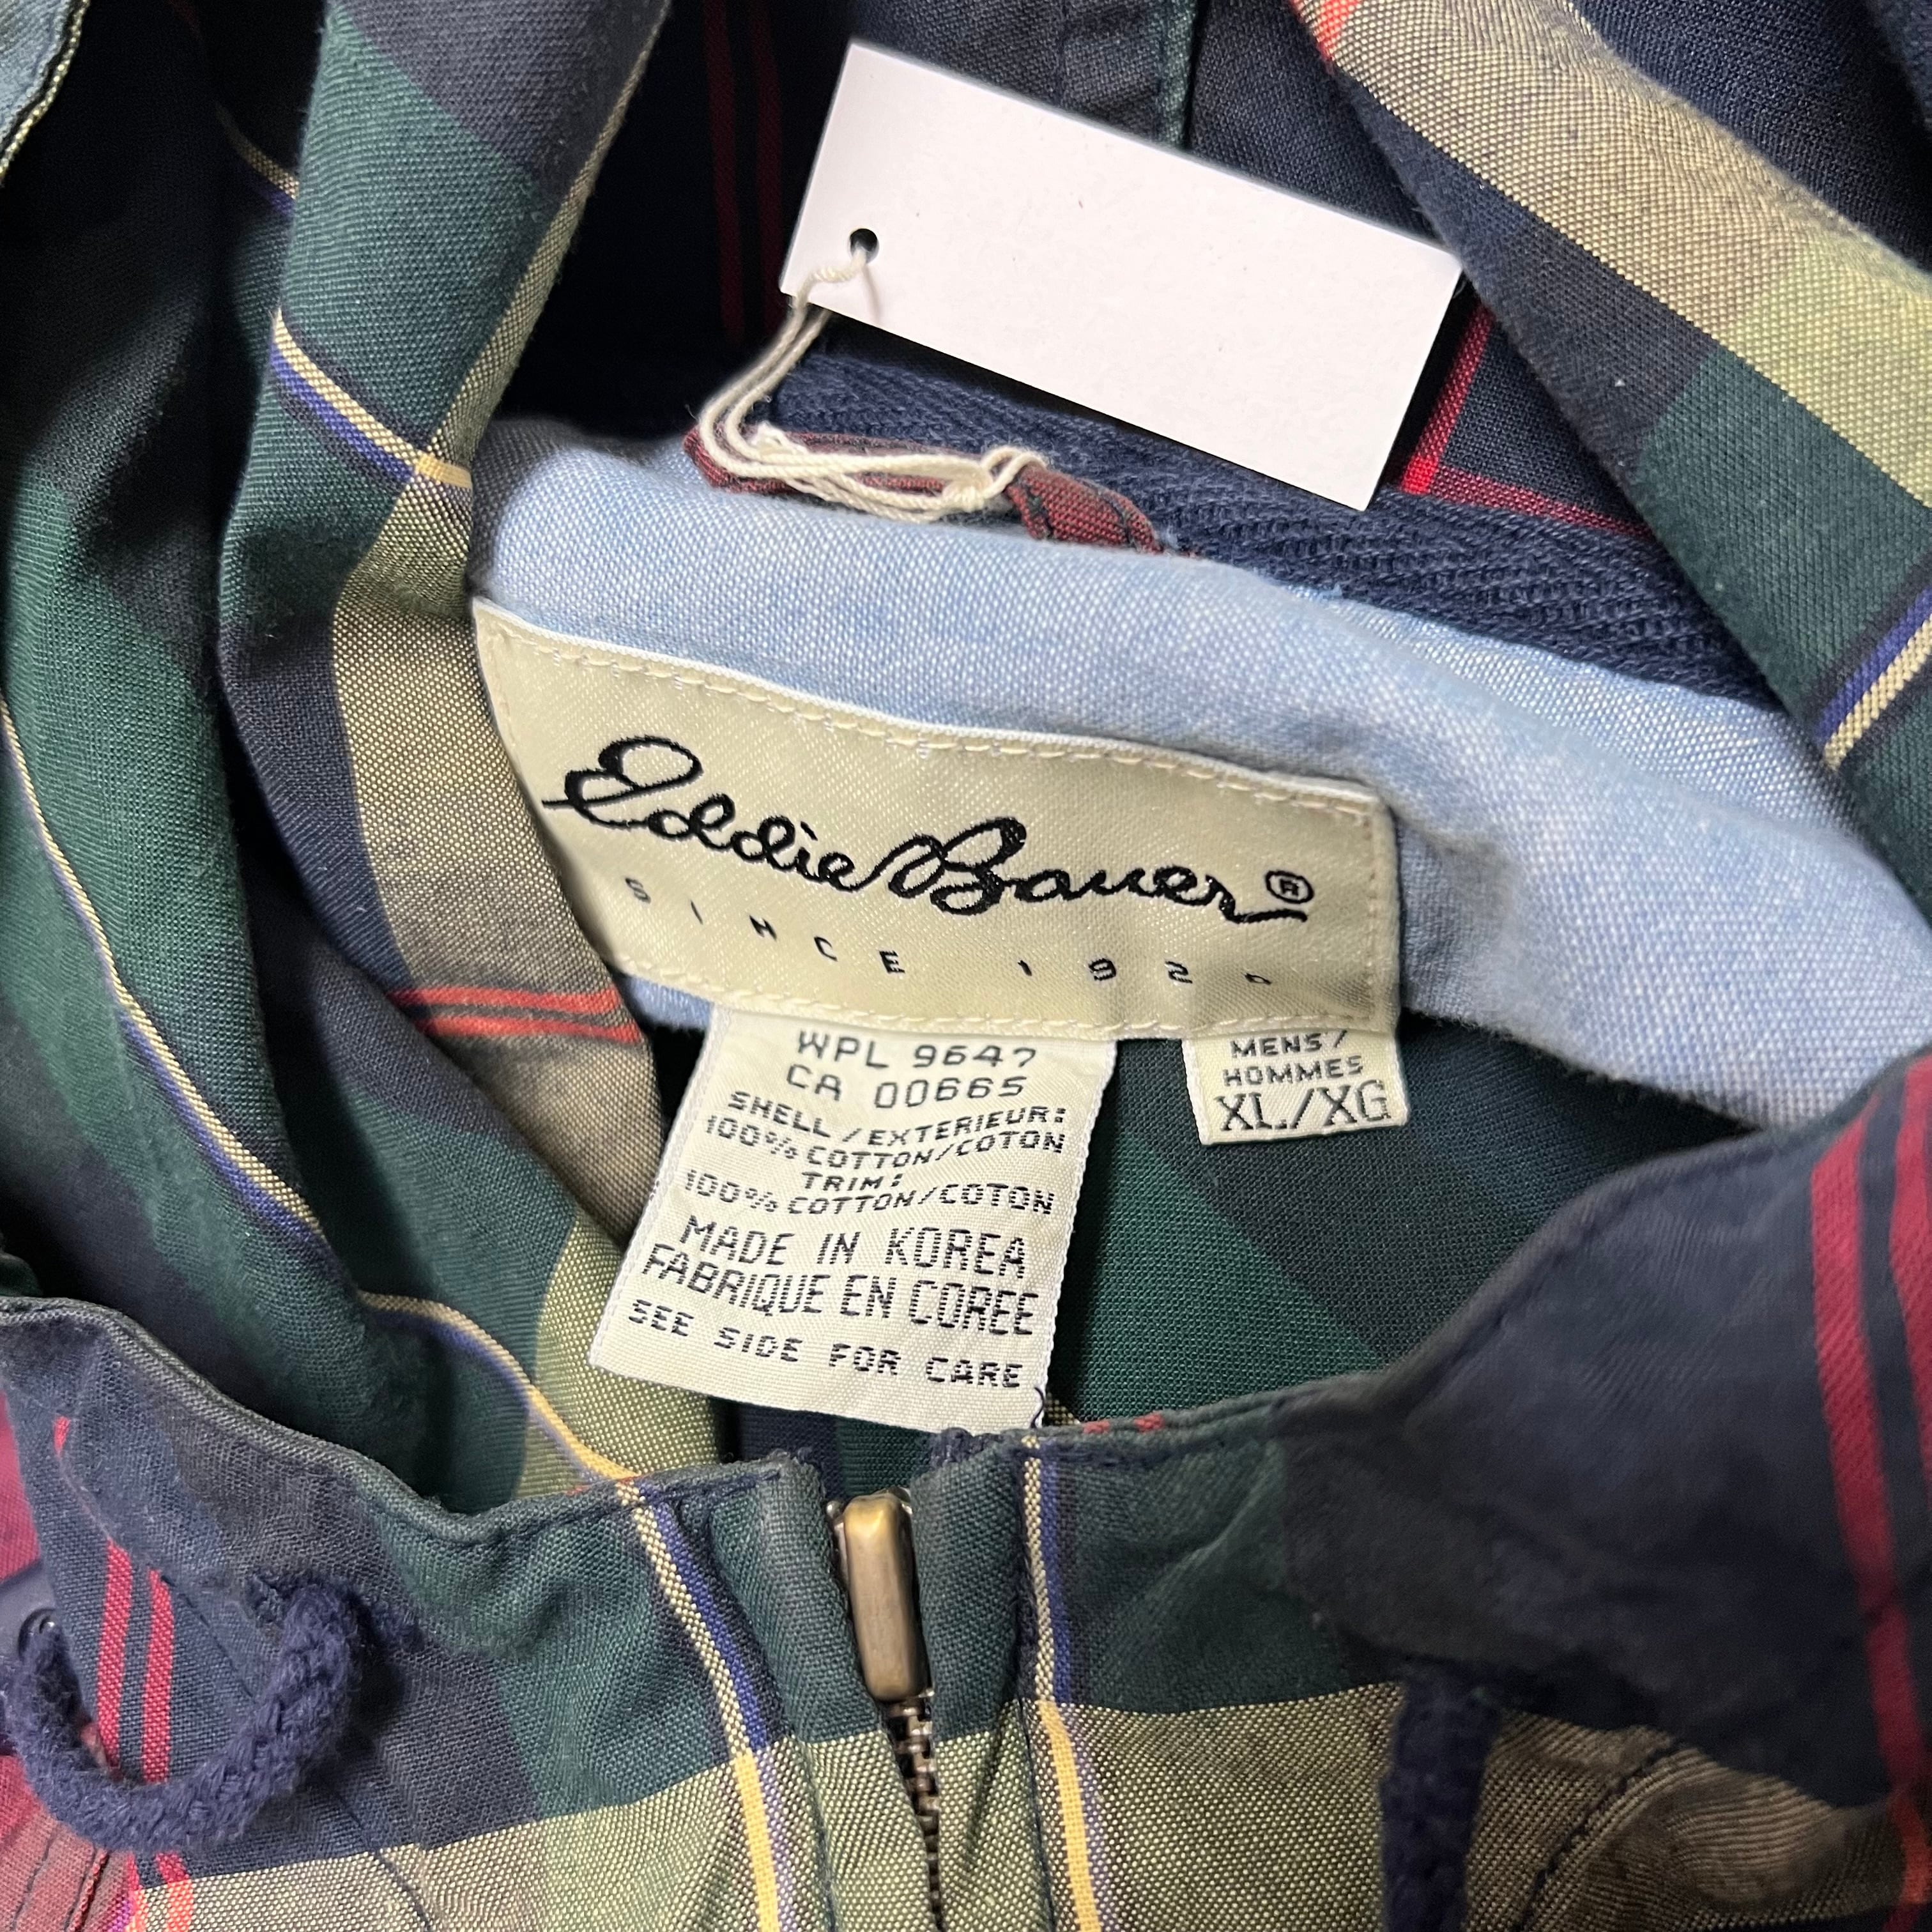 Eddie Bauer®
SINCE 1920
WPL 9647
CA 00665
SHELL/EXTERIEUR:
100% COTTON/COTON
TRIM:
100% COTTON/COTON
MADE IN KOREA
FABRIQUE EN COREE
SEE SIDE FOR CARE
MENS/
HOMMES
XL/XG